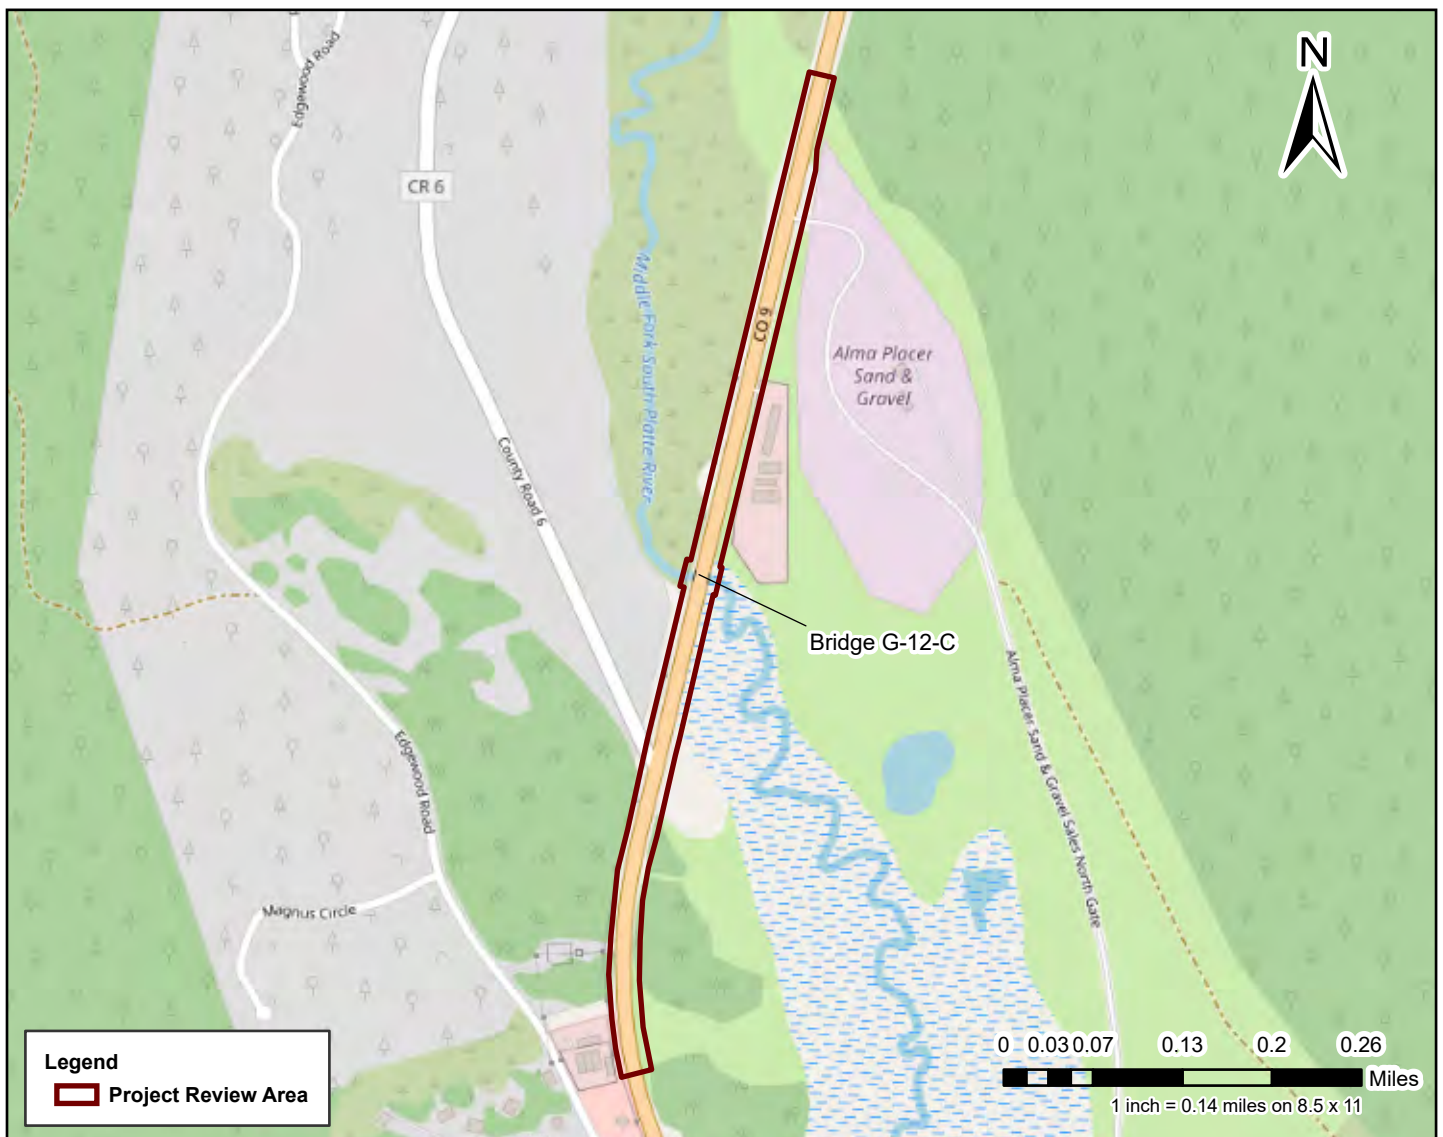 N
Edgewood Road
CR 6
Middle Fork South Platte River
CO 9
Alma Placer
Sand &
Gravel
County Road 6
Bridge G-12-C
Alma Placer Sand & Gravel Sales North Gate
Edgewood Road
Magnus Circle
Legend
Project Review Area
0 0.03 0.07 0.13 0.2 0.26
Miles
1 inch = 0.14 miles on 8.5 x 11